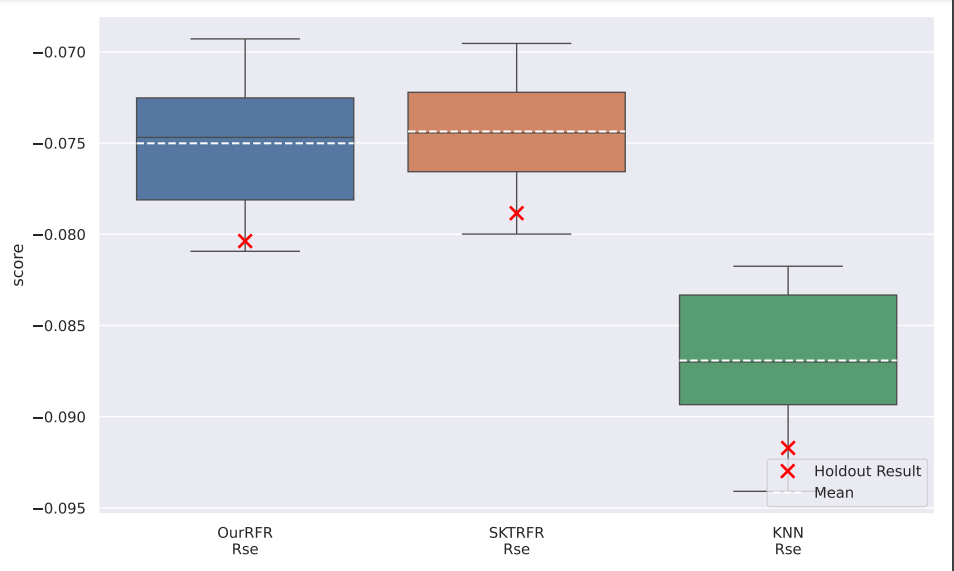 −0.070
−0.075
−0.080
−0.085
−0.090
−0.095
score
OurRFR
Rse
SKTRFR
Rse
KNN
Rse
Holdout Result
Mean